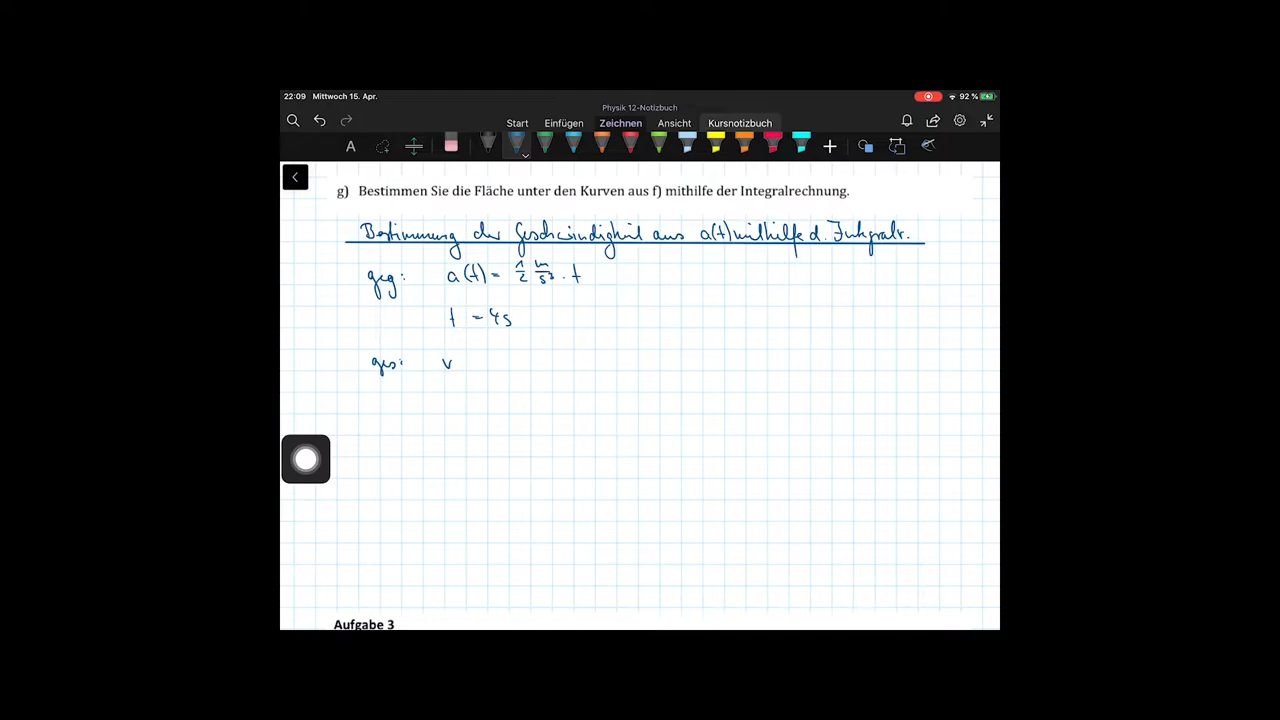 22:09 Mittwoch 15. Apr. 92 %
Physik 12-Notizbuch
Start Einfügen Zeichnen Ansicht Kursnotizbuch
A
g) Bestimmen Sie die Fläche unter den Kurven aus f) mithilfe der Integralrechnung.
Bestimmung der Geschwindigkeit aus a(t) mithilfe d. Integralr.
geg: a(t) = 1/2 m/s³ · t
t = 4s
ges: v
Aufgabe 3